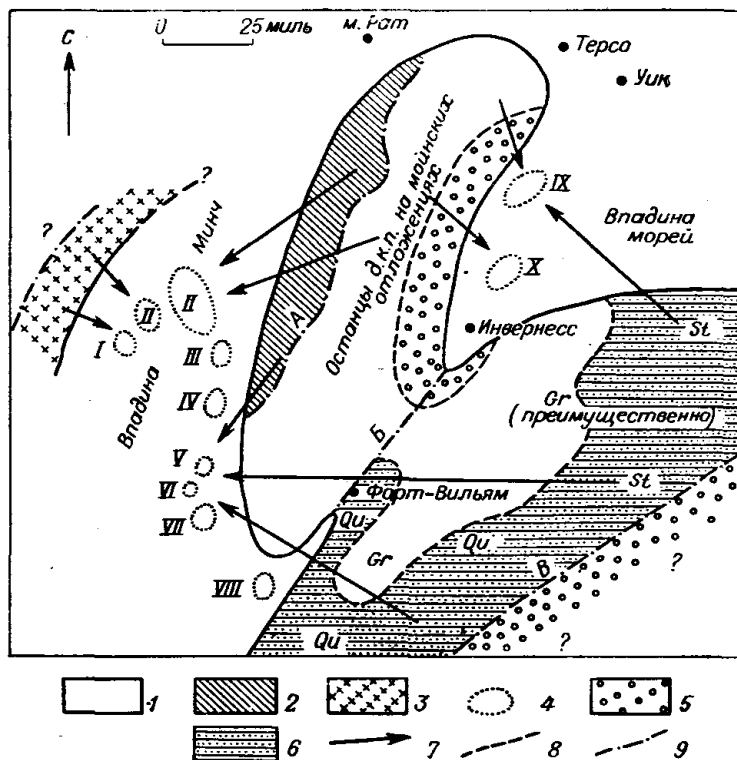 С
0 25 миль
м. Рат
Терсо
Уик
?
?
Минч
Останцы д.к.п. на мойнских
отложениях
IX
Впадина
морей
X
II
II
I
А
Инвернесс
St
III
Впадина
IV
Gr
(преимущественно)
Б
V
VI
VII
Форт-Вильям
St
Qu
Qu
Gr
В
?
VIII
Qu
?
1 2 3 4 5
6 7 8 9